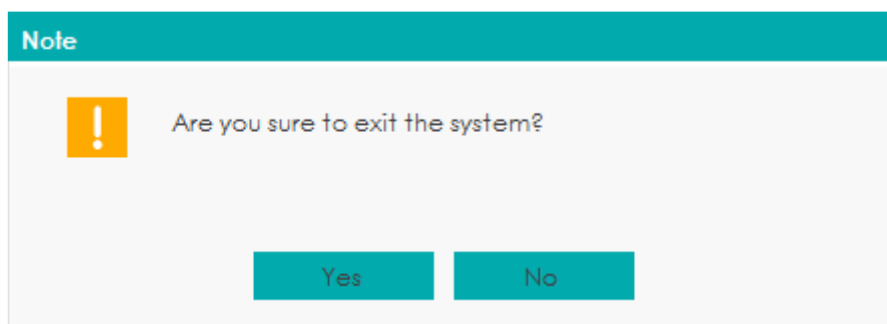 Note
Are you sure to exit the system?
Yes No